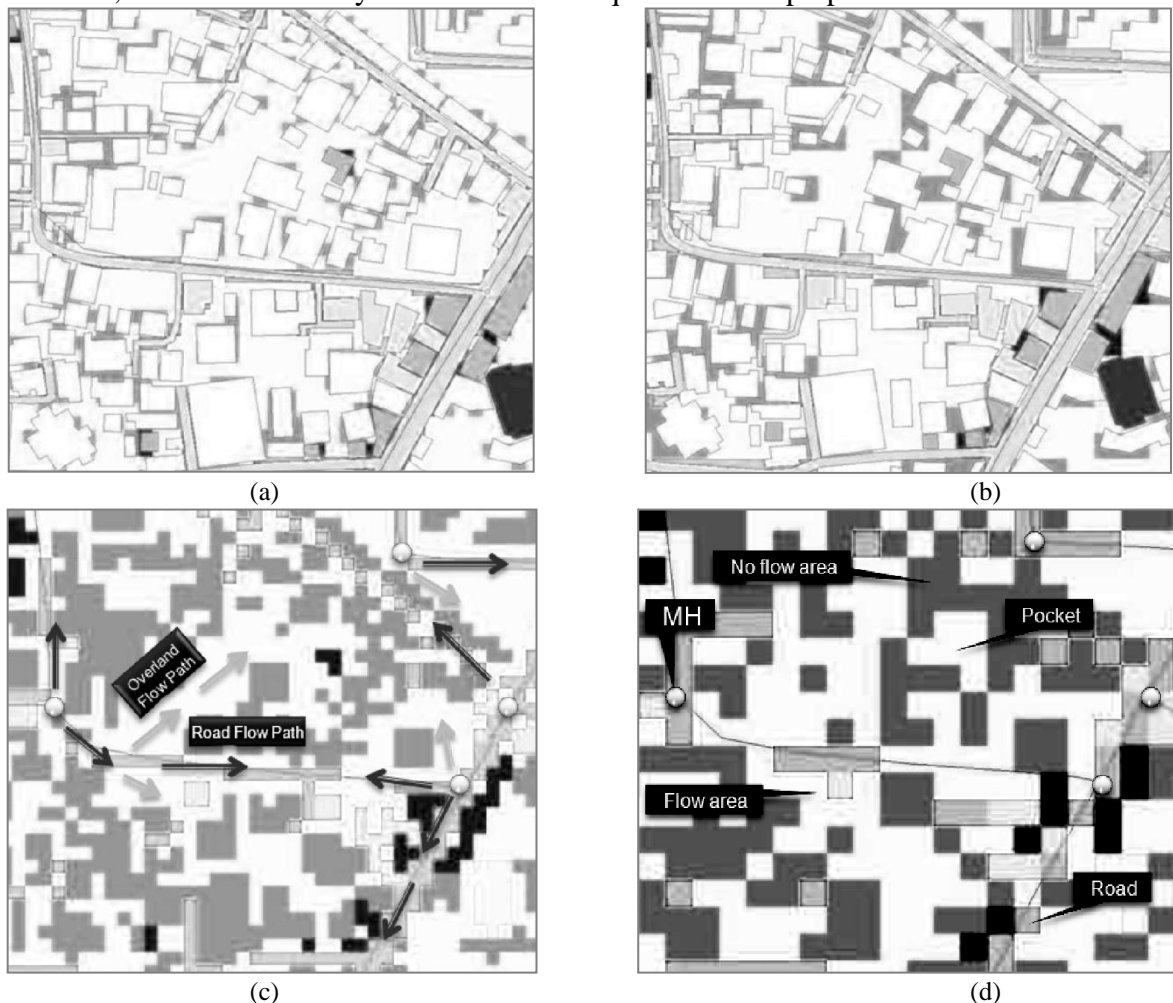 (a)
(b)
Overland
Flow Path
Road Flow Path
No flow area
MH
Pocket
Flow area
Road
(c)
(d)